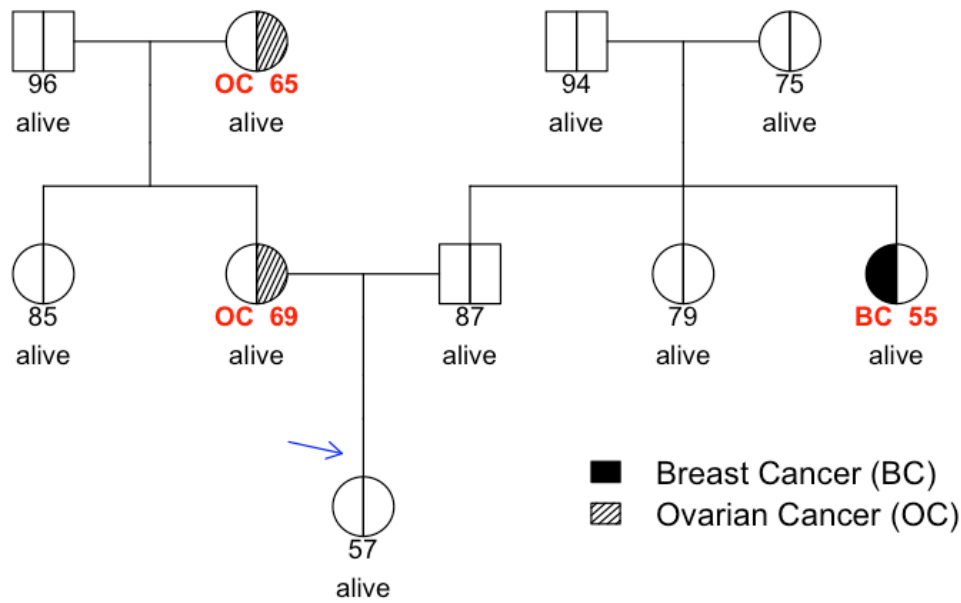 96 OC 65 94 75
alive alive alive alive
85 OC 69 87 79 BC 55
alive alive alive alive alive
Breast Cancer (BC)
Ovarian Cancer (OC)
57
alive